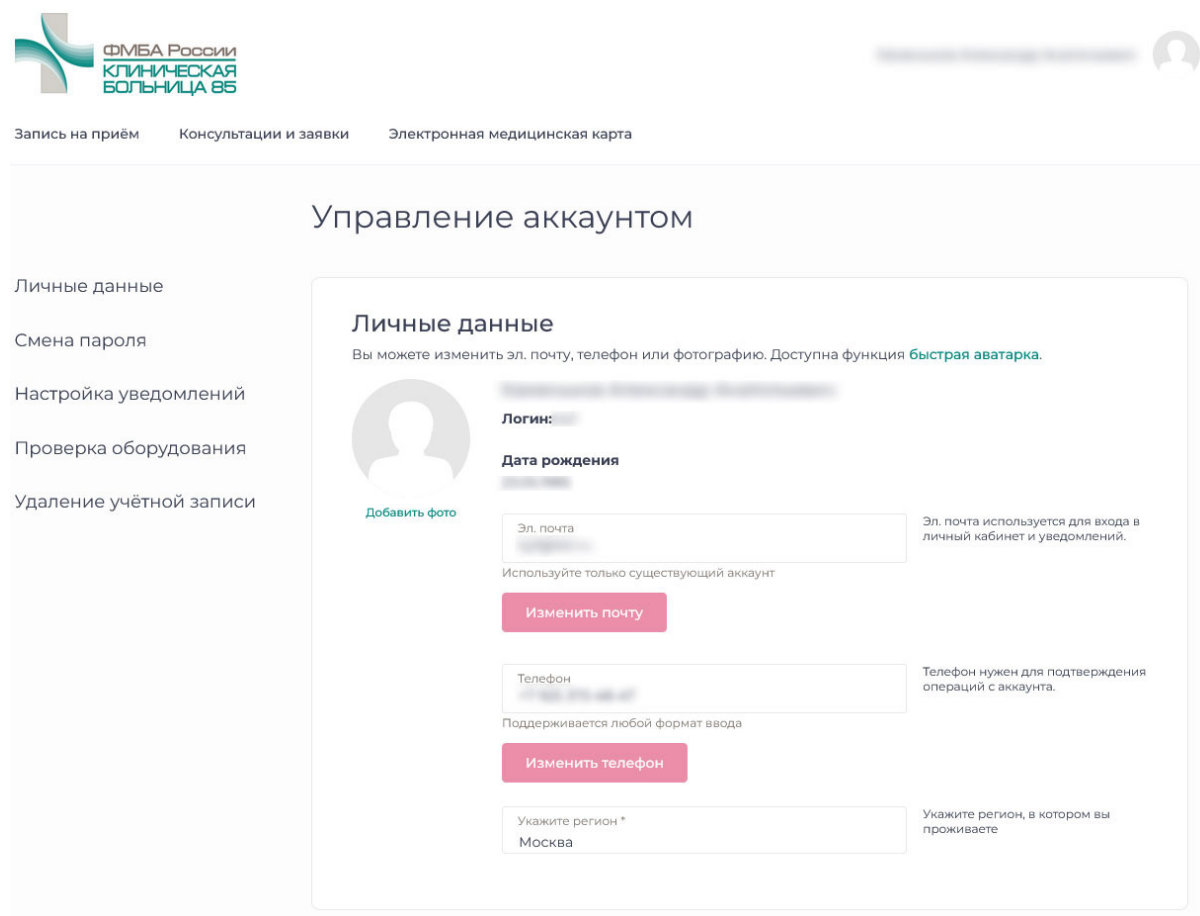 ФМБА России
КЛИНИЧЕСКАЯ
БОЛЬНИЦА 85
Запись на приём
Консультации и заявки
Электронная медицинская карта
Управление аккаунтом
Личные данные
Смена пароля
Настройка уведомлений
Проверка оборудования
Удаление учётной записи
Личные данные
Вы можете изменить эл. почту, телефон или фотографию. Доступна функция быстрая аватарка.
Добавить фото
Логин:
Дата рождения
Эл. почта
Используйте только существующий аккаунт
Эл. почта используется для входа в
личный кабинет и уведомлений.
Изменить почту
Телефон
Поддерживается любой формат ввода
Телефон нужен для подтверждения
операций с аккаунта.
Изменить телефон
Укажите регион *
Москва
Укажите регион, в котором вы
проживаете